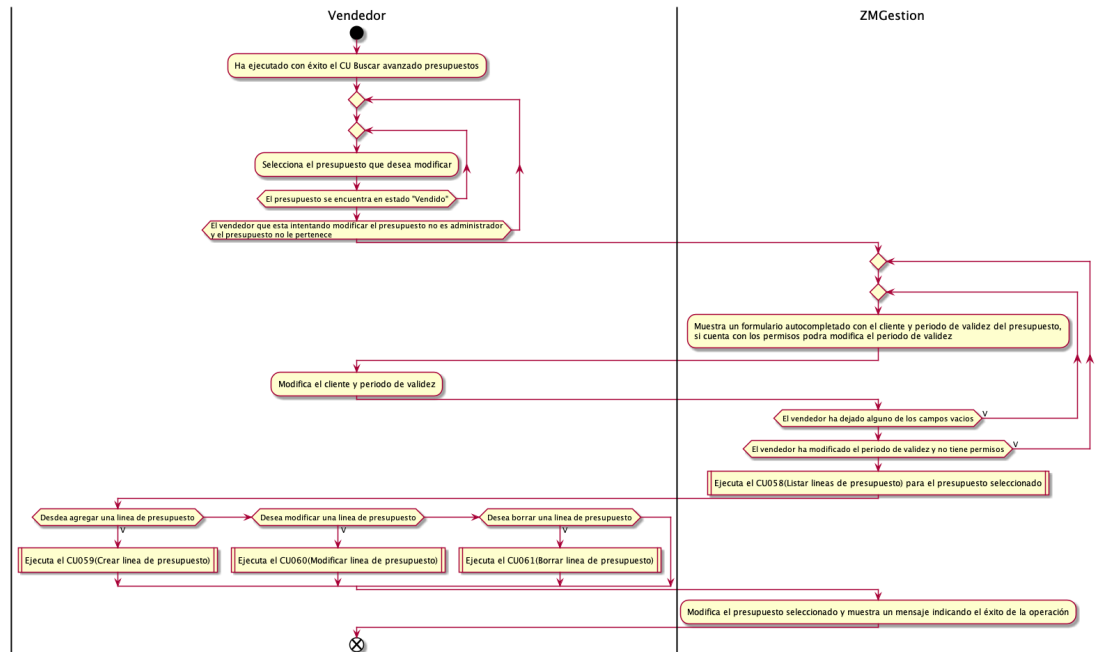 Vendedor
ZMGestion
Ha ejecutado con éxito el CU Buscar avanzado presupuestos
Selecciona el presupuesto que desea modificar
El presupuesto se encuentra en estado "Vendido"
El vendedor que esta intentando modificar el presupuesto no es administrador
y el presupuesto no le pertenece
Muestra un formulario autocompletado con el cliente y periodo de validez del presupuesto,
si cuenta con los permisos podra modifica el periodo de validez
Modifica el cliente y periodo de validez
El vendedor ha dejado alguno de los campos vacios
V
El vendedor ha modificado el periodo de validez y no tiene permisos
V
Ejecuta el CU058(Listar lineas de presupuesto) para el presupuesto seleccionado
Desdea agregar una linea de presupuesto
Desea modificar una linea de presupuesto
Desea borrar una linea de presupuesto
V
V
V
Ejecuta el CU059(Crear linea de presupuesto)
Ejecuta el CU060(Modificar linea de presupuesto)
Ejecuta el CU061(Borrar linea de presupuesto)
Modifica el presupuesto seleccionado y muestra un mensaje indicando el éxito de la operación